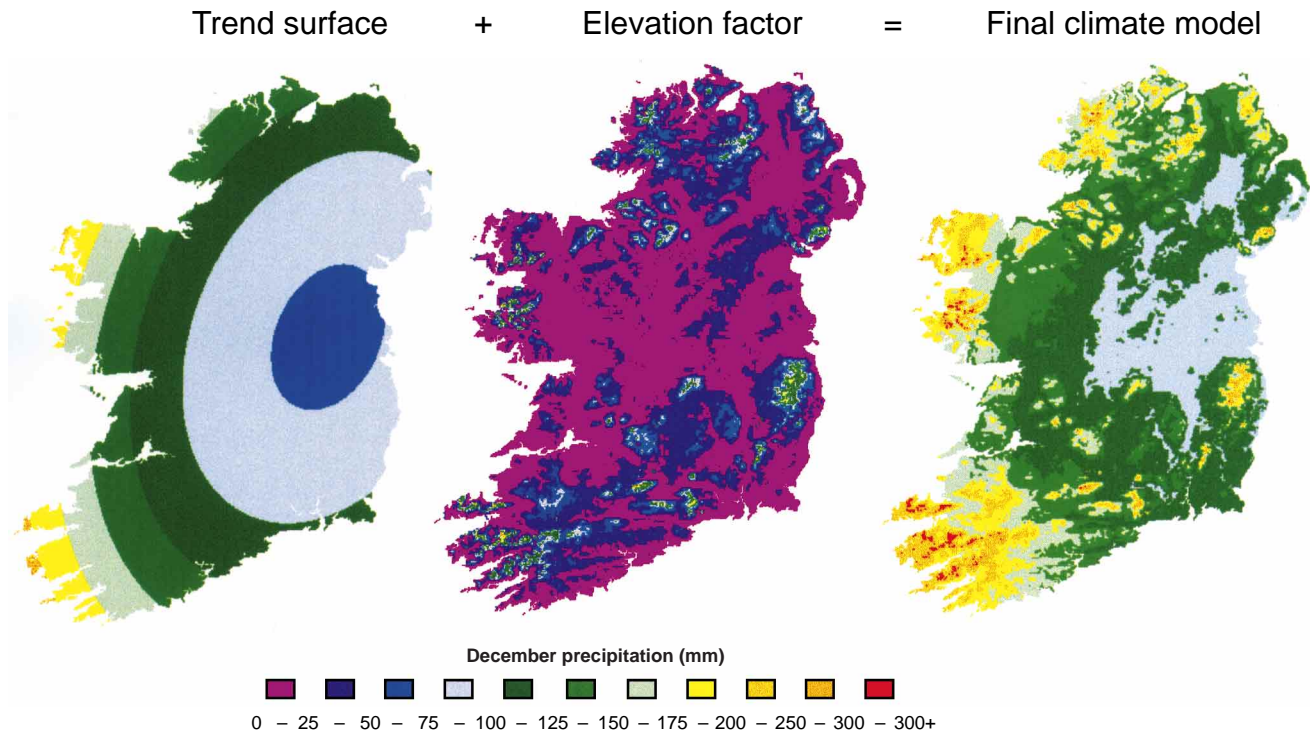 Trend surface + Elevation factor = Final climate model
December precipitation (mm)
0 – 25 – 50 – 75 – 100 – 125 – 150 – 175 – 200 – 250 – 300 – 300+